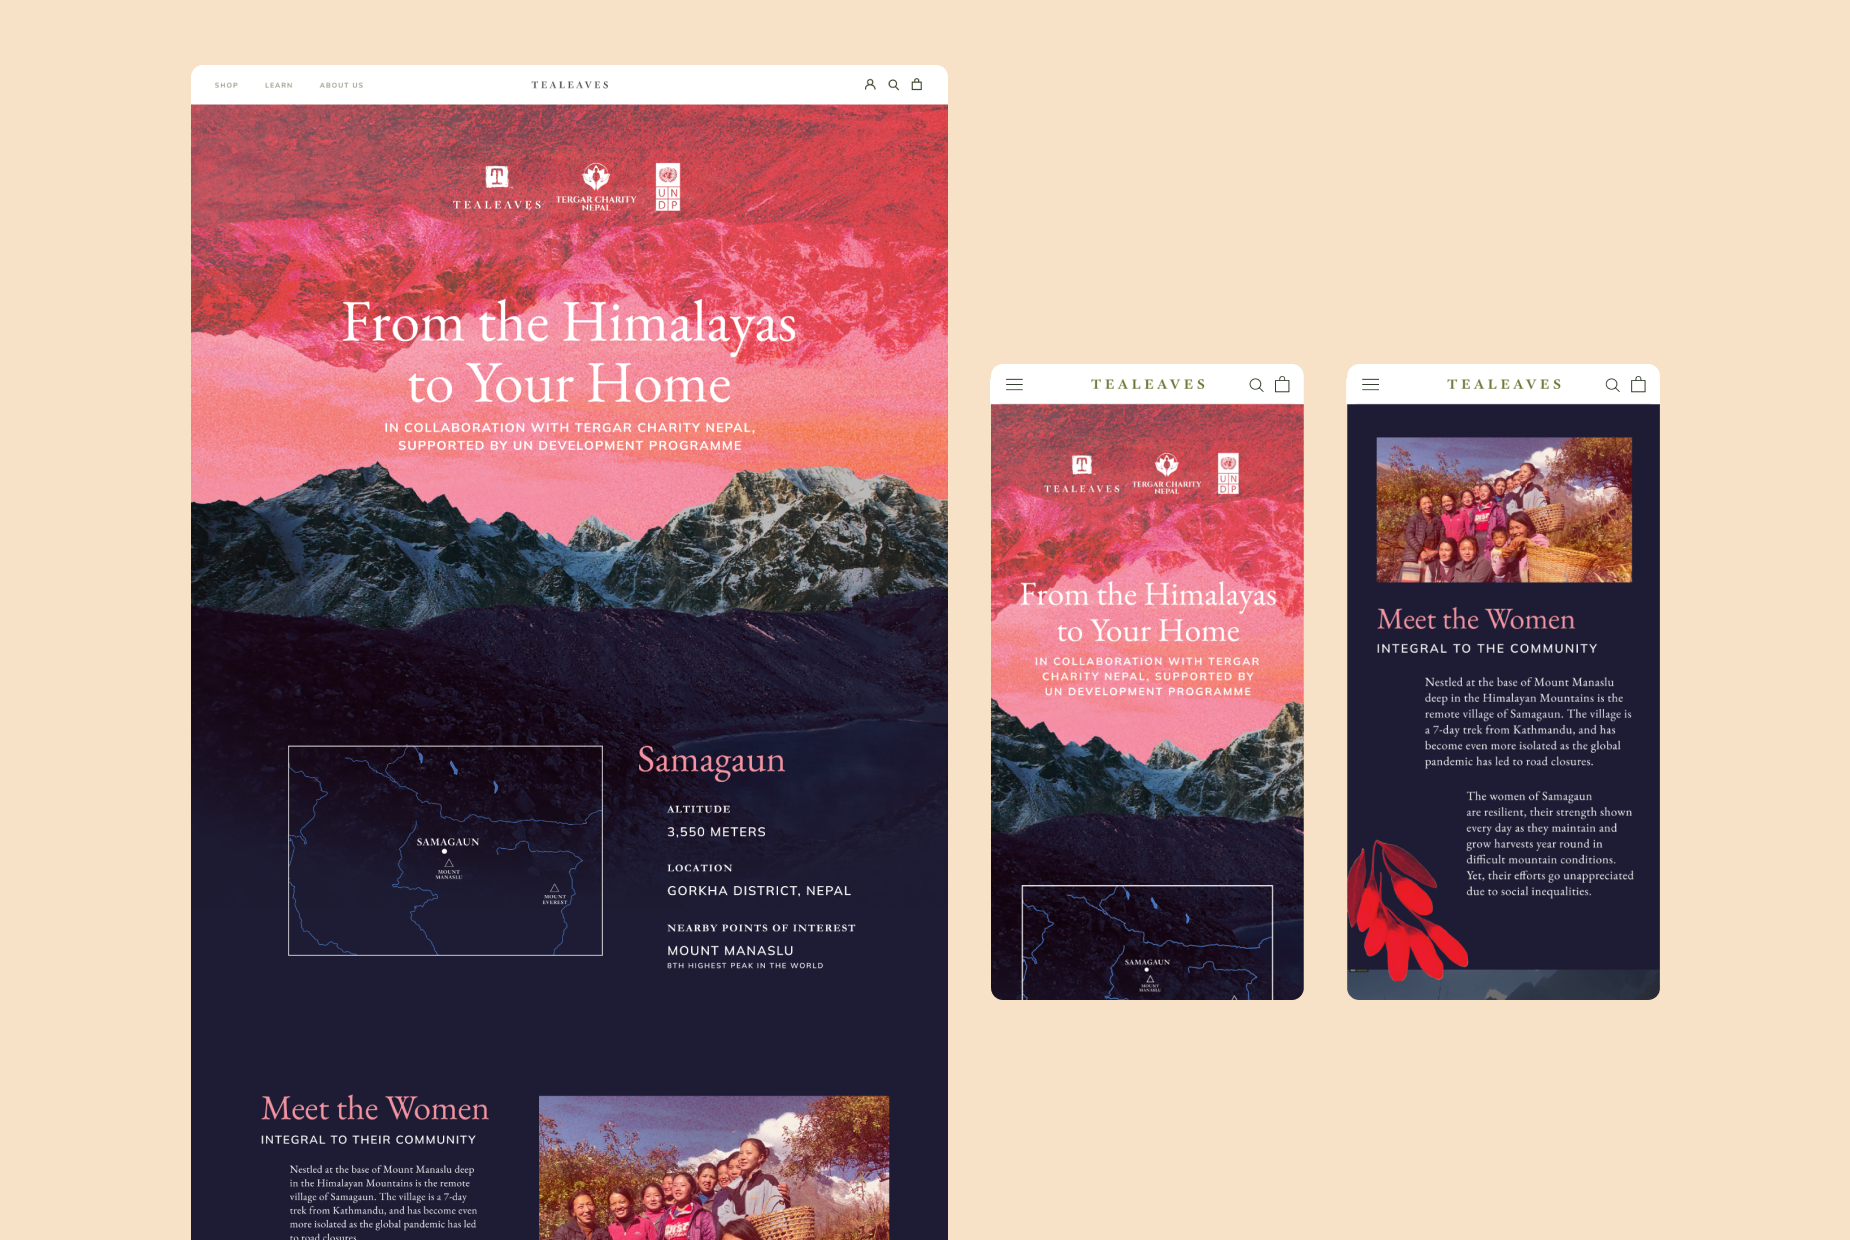 SHOP LEARN ABOUT US TEALEAVES
TEALEAVES
TERGAR CHARITY
NEPAL
U N
D P
From the Himalayas
to Your Home
IN COLLABORATION WITH TERGAR CHARITY NEPAL,
SUPPORTED BY UN DEVELOPMENT PROGRAMME
SAMAGAUN
MOUNT
MANASLU
MOUNT
EVEREST
Samagaun
ALTITUDE
3,550 METERS
LOCATION
GORKHA DISTRICT, NEPAL
NEARBY POINTS OF INTEREST
MOUNT MANASLU
8TH HIGHEST PEAK IN THE WORLD
Meet the Women
INTEGRAL TO THEIR COMMUNITY
Nestled at the base of Mount Manaslu deep
in the Himalayan Mountains is the remote
village of Samagaun. The village is a 7-day
trek from Kathmandu, and has become even
more isolated as the global pandemic has led
to road closures.
TEALEAVES
T
TEALEAVES
TERGAR CHARITY
NEPAL
U N
D P
From the Himalayas
to Your Home
IN COLLABORATION WITH TERGAR
CHARITY NEPAL, SUPPORTED BY
UN DEVELOPMENT PROGRAMME
SAMAGAUN
MOUNT
MANASLU
TEALEAVES
Meet the Women
INTEGRAL TO THE COMMUNITY
Nestled at the base of Mount Manaslu
deep in the Himalayan Mountains is the
remote village of Samagaun. The village is
a 7-day trek from Kathmandu, and has
become even more isolated as the global
pandemic has led to road closures.
The women of Samagaun
are resilient, their strength shown
every day as they maintain and
grow harvests year round in
difficult mountain conditions.
Yet, their efforts go unappreciated
due to social inequalities.